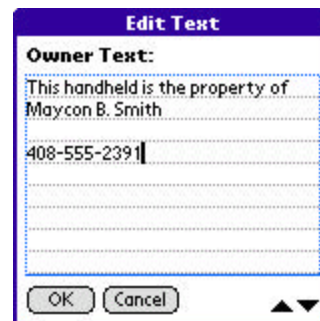 Edit Text
Owner Text:
This handheld is the property of
Maycon B. Smith
408-555-2391
OK
Cancel